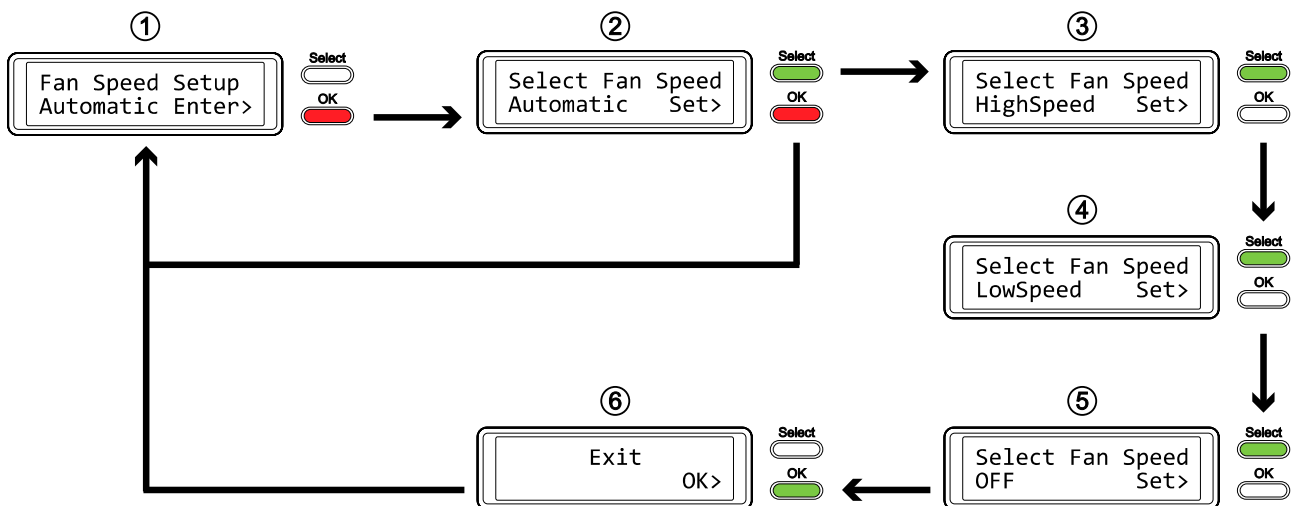 ①
Fan Speed Setup
Automatic Enter>
Select
OK
②
Select Fan Speed
Automatic Set>
Select
OK
③
Select Fan Speed
HighSpeed Set>
Select
OK
④
Select Fan Speed
LowSpeed Set>
Select
OK
⑤
Select Fan Speed
OFF Set>
Select
OK
⑥
Exit
OK>
Select
OK